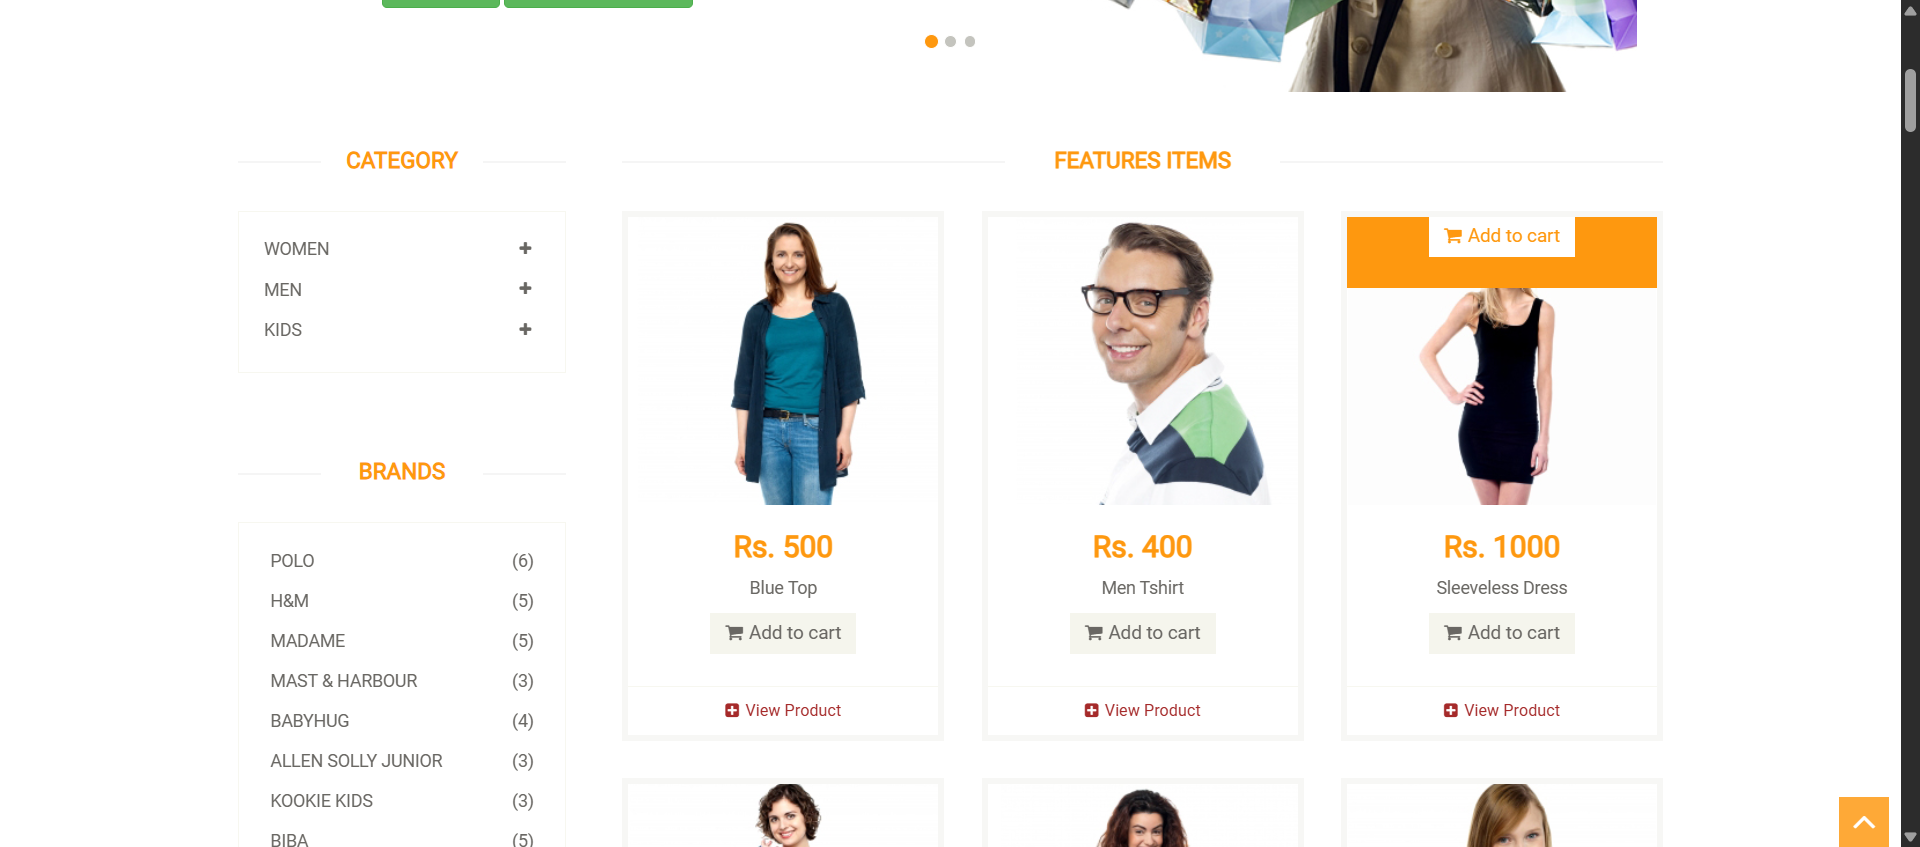 CATEGORY
WOMEN
MEN
KIDS
BRANDS
POLO (6)
H&M (5)
MADAME (5)
MAST & HARBOUR (3)
BABYHUG (4)
ALLEN SOLLY JUNIOR (3)
KOOKIE KIDS (3)
BIBA (5)
FEATURES ITEMS
Rs. 500
Blue Top
Add to cart
View Product
Rs. 400
Men Tshirt
Add to cart
View Product
Add to cart
Rs. 1000
Sleeveless Dress
Add to cart
View Product